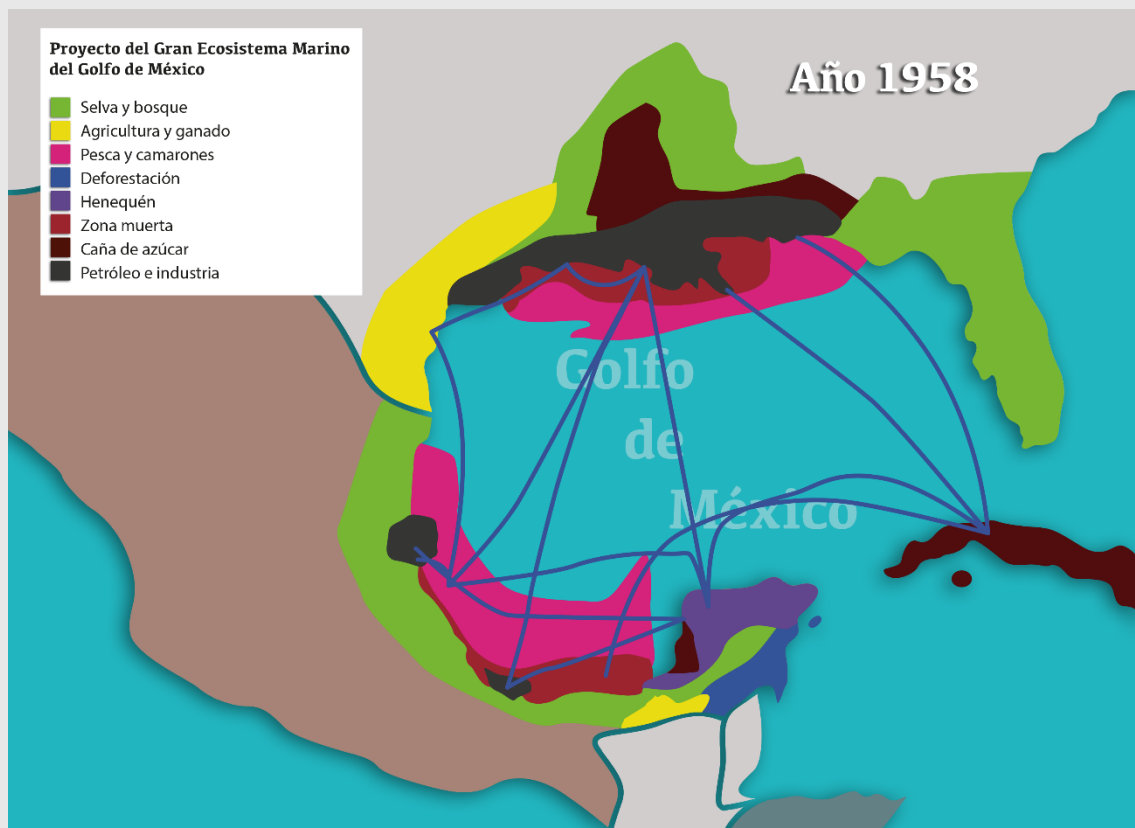 Proyecto del Gran Ecosistema Marino
del Golfo de México
Selva y bosque
Agricultura y ganado
Pesca y camarones
Deforestación
Henequén
Zona muerta
Caña de azúcar
Petróleo e industria
Año 1958
Golfo
de
México